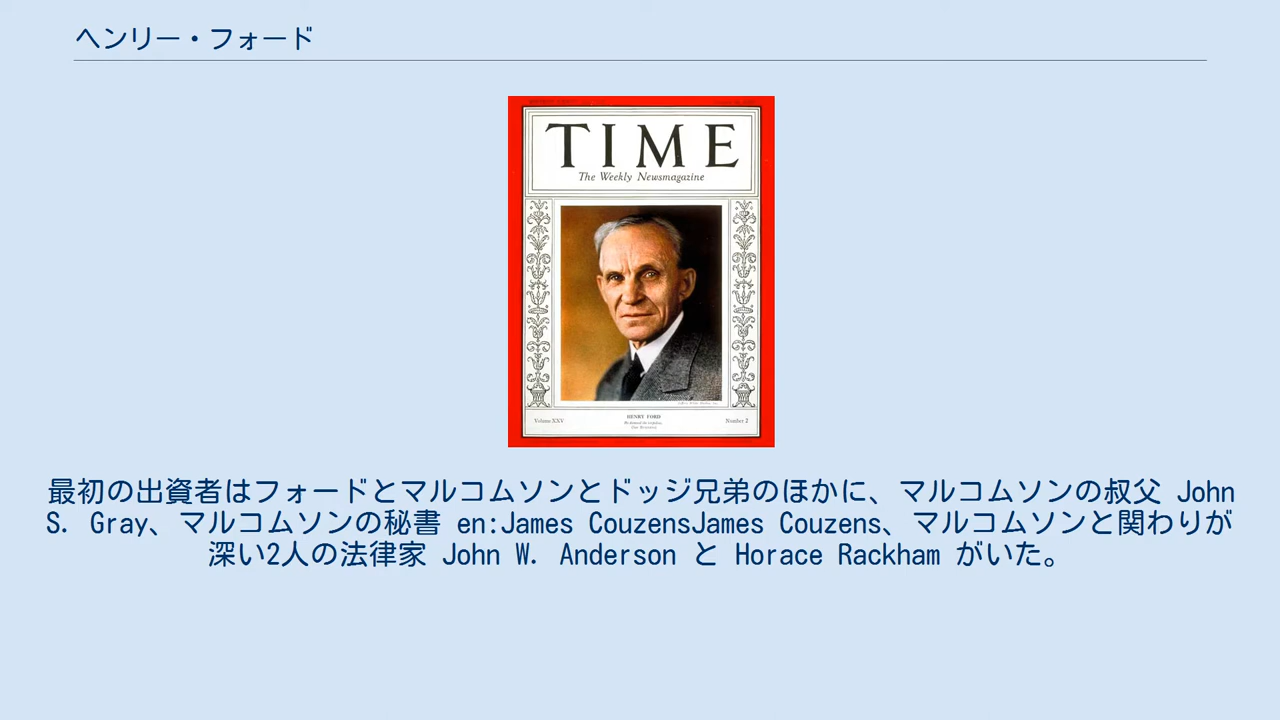 ヘンリー・フォード
TIME
The Weekly Newsmagazine
Volume XXV
HENRY FORD
Number 2
最初の出資者はフォードとマルコムソンとドッジ兄弟のほかに、マルコムソンの叔父 John
S. Gray、マルコムソンの秘書 en:James CouzensJames Couzens、マルコムソンと関わりが
深い2人の法律家 John W. Anderson と Horace Rackham がいた。